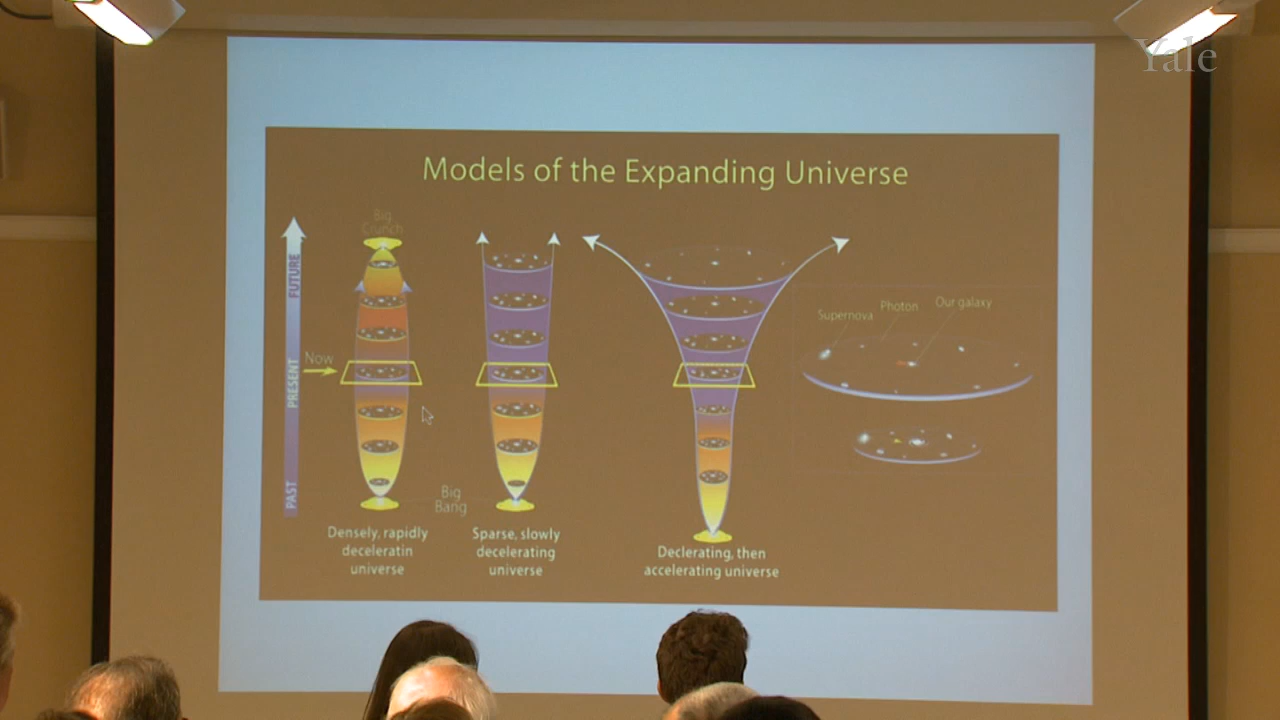 Yale
Models of the Expanding Universe
Big
Crunch
FUTURE
PRESENT
PAST
Now
Big
Bang
Supernova
Photon
Our galaxy
Densely, rapidly
deceleratin
universe
Sparse, slowly
decelerating
universe
Declerating, then
accelerating universe